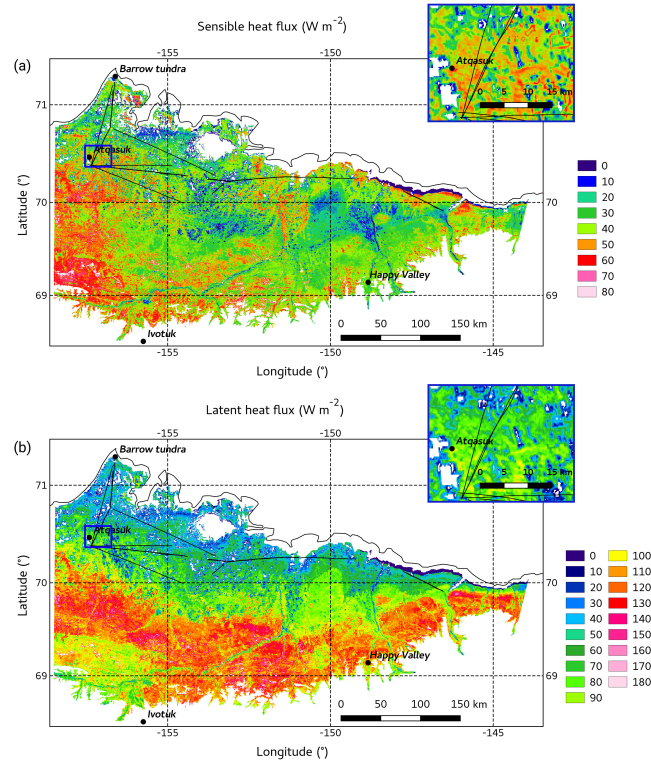 Sensible heat flux (W m⁻²)
(a)
-155
-150
Barrow tundra
Atqasuk
Atqasuk
0 5 10 15 km
71
70
70
69
69
-155
-150
-145
Happy Valley
Ivotuk
0 50 100 150 km
Latitude (°)
Longitude (°)
0
10
20
30
40
50
60
70
80
Latent heat flux (W m⁻²)
(b)
-155
-150
Barrow tundra
Atqasuk
Atqasuk
0 5 10 15 km
71
70
70
69
69
-155
-150
-145
Happy Valley
Ivotuk
0 50 100 150 km
Latitude (°)
Longitude (°)
0 100
10 110
20 120
30 130
40 140
50 150
60 160
70 170
80 180
90